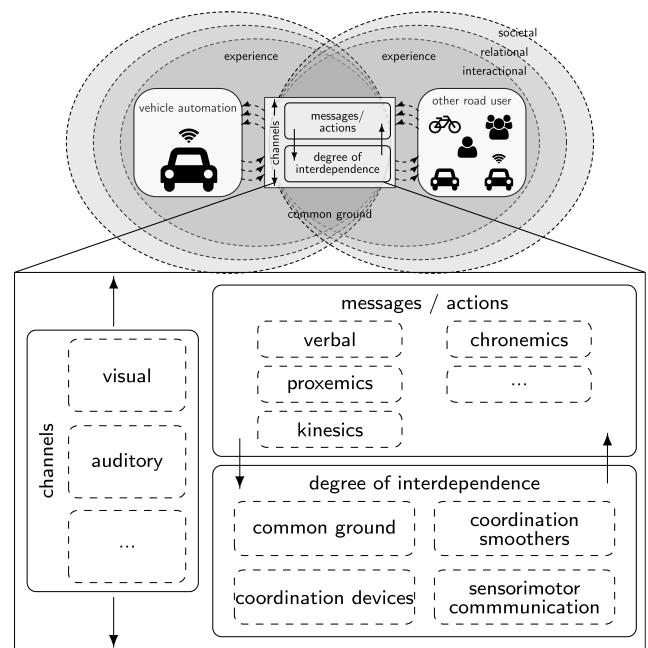 societal
relational
interactional
experience
experience
vehicle automation
other road user
channels
messages/
actions
degree of
interdependence
common ground
messages / actions
verbal
chronemics
proxemics
...
kinesics
channels
visual
auditory
...
degree of interdependence
common ground
coordination
smoothers
coordination devices
sensorimotor
commmunication